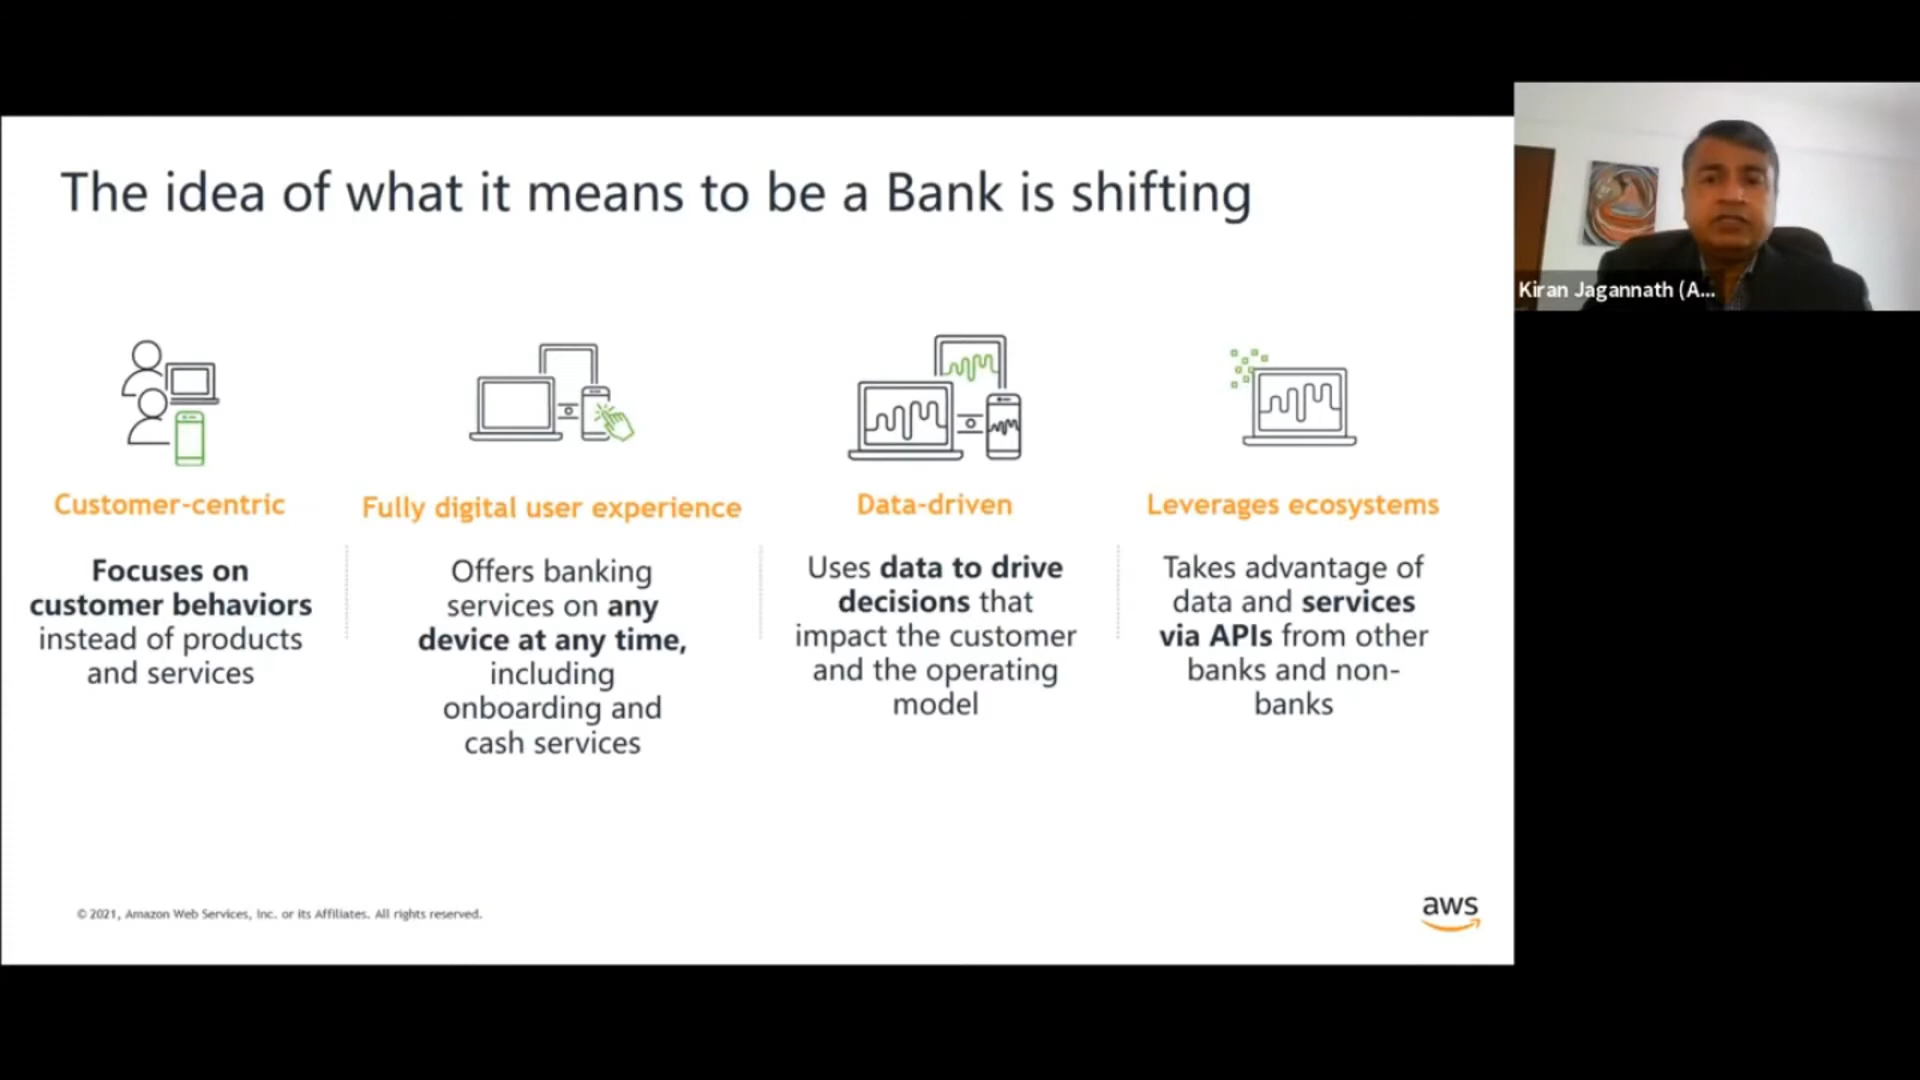 The idea of what it means to be a Bank is shifting
Kiran Jagannath (A...
Customer-centric
Focuses on
customer behaviors
instead of products
and services
Fully digital user experience
Offers banking
services on any
device at any time,
including
onboarding and
cash services
Data-driven
Uses data to drive
decisions that
impact the customer
and the operating
model
Leverages ecosystems
Takes advantage of
data and services
via APIs from other
banks and non-
banks
© 2021, Amazon Web Services, Inc. or its Affiliates. All rights reserved.
aws